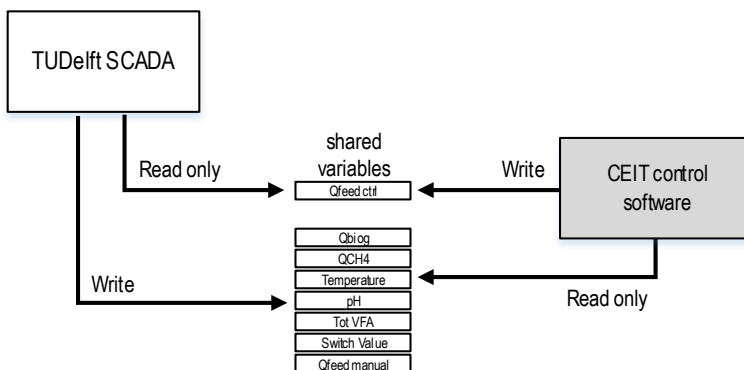 TUDelft SCADA
shared
variables
Read only
Write
CEIT control
software
Qfeed ctrl
Qbiog
QCH4
Temperature
Write
pH
Read only
Tot VFA
Switch Value
Qfeed manual